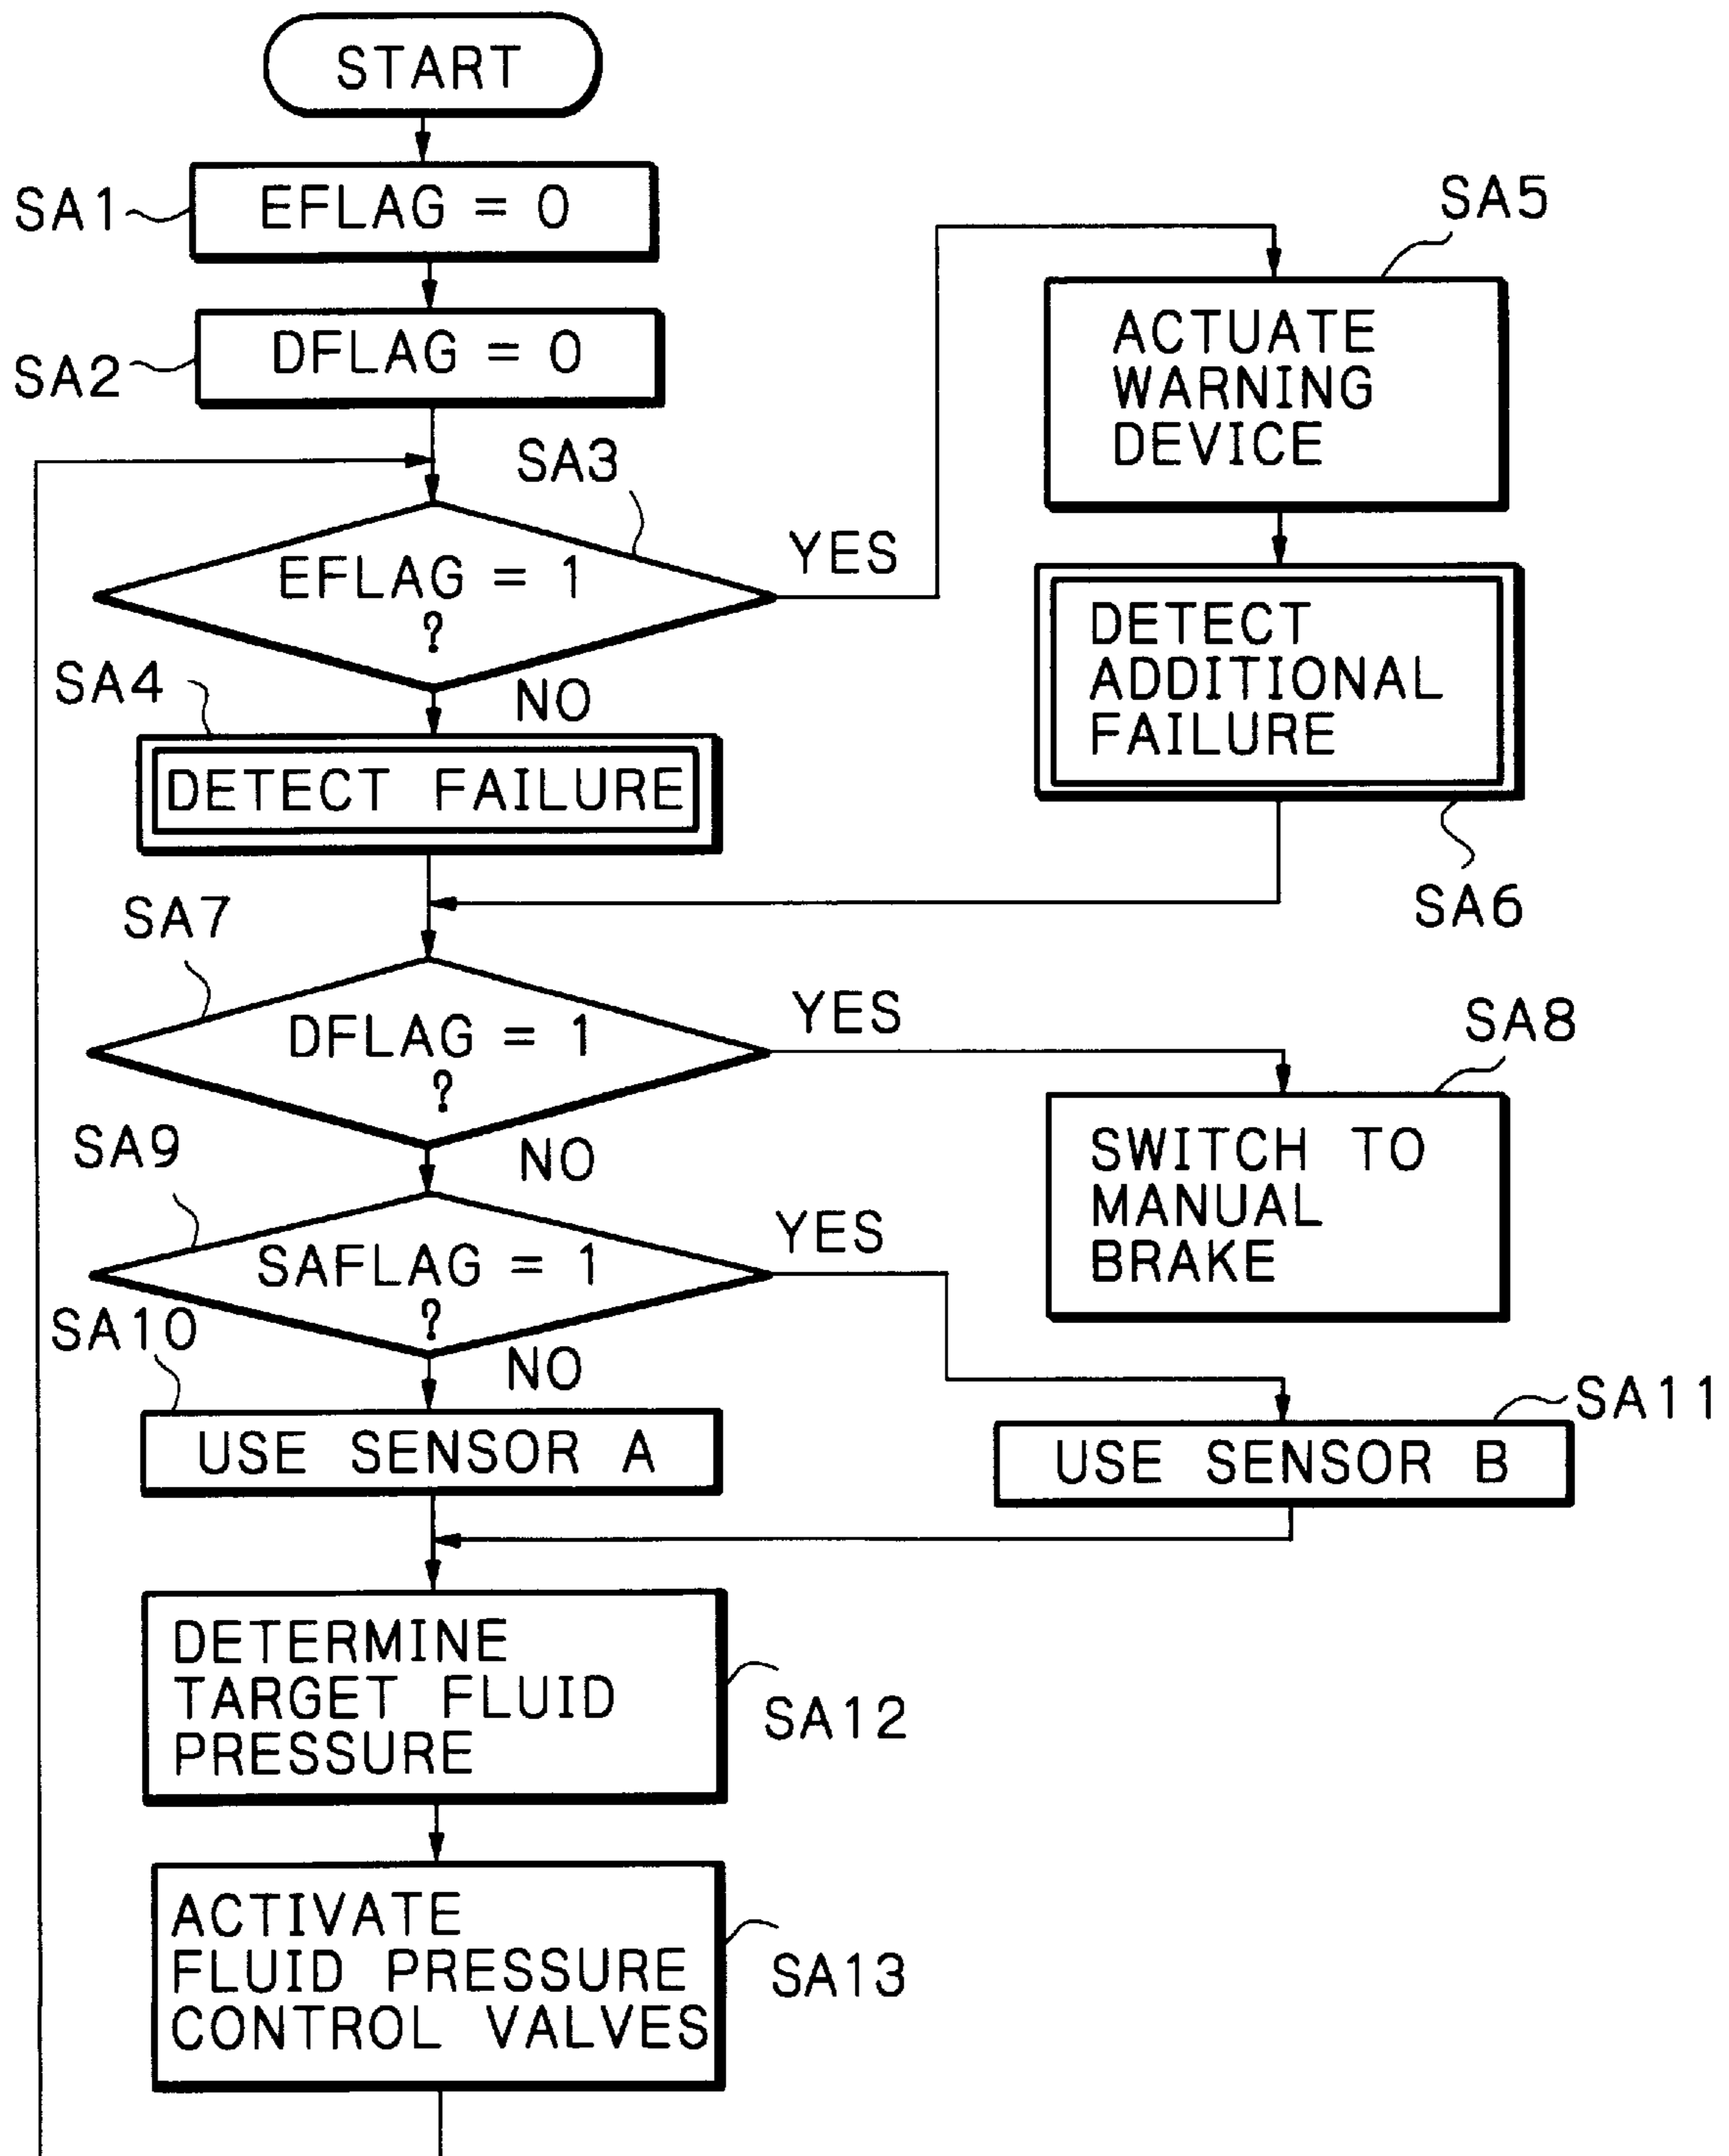 START
SA1
EFLAG = 0
SA2
DFLAG = 0
SA3
EFLAG = 1
?
YES
NO
SA5
ACTUATE
WARNING
DEVICE
SA4
DETECT FAILURE
DETECT
ADDITIONAL
FAILURE
SA6
SA7
DFLAG = 1
?
YES
NO
SA8
SWITCH TO
MANUAL
BRAKE
SA9
SAFLAG = 1
?
YES
NO
SA10
USE SENSOR A
SA11
USE SENSOR B
DETERMINE
TARGET FLUID
PRESSURE
SA12
ACTIVATE
FLUID PRESSURE
CONTROL VALVES
SA13